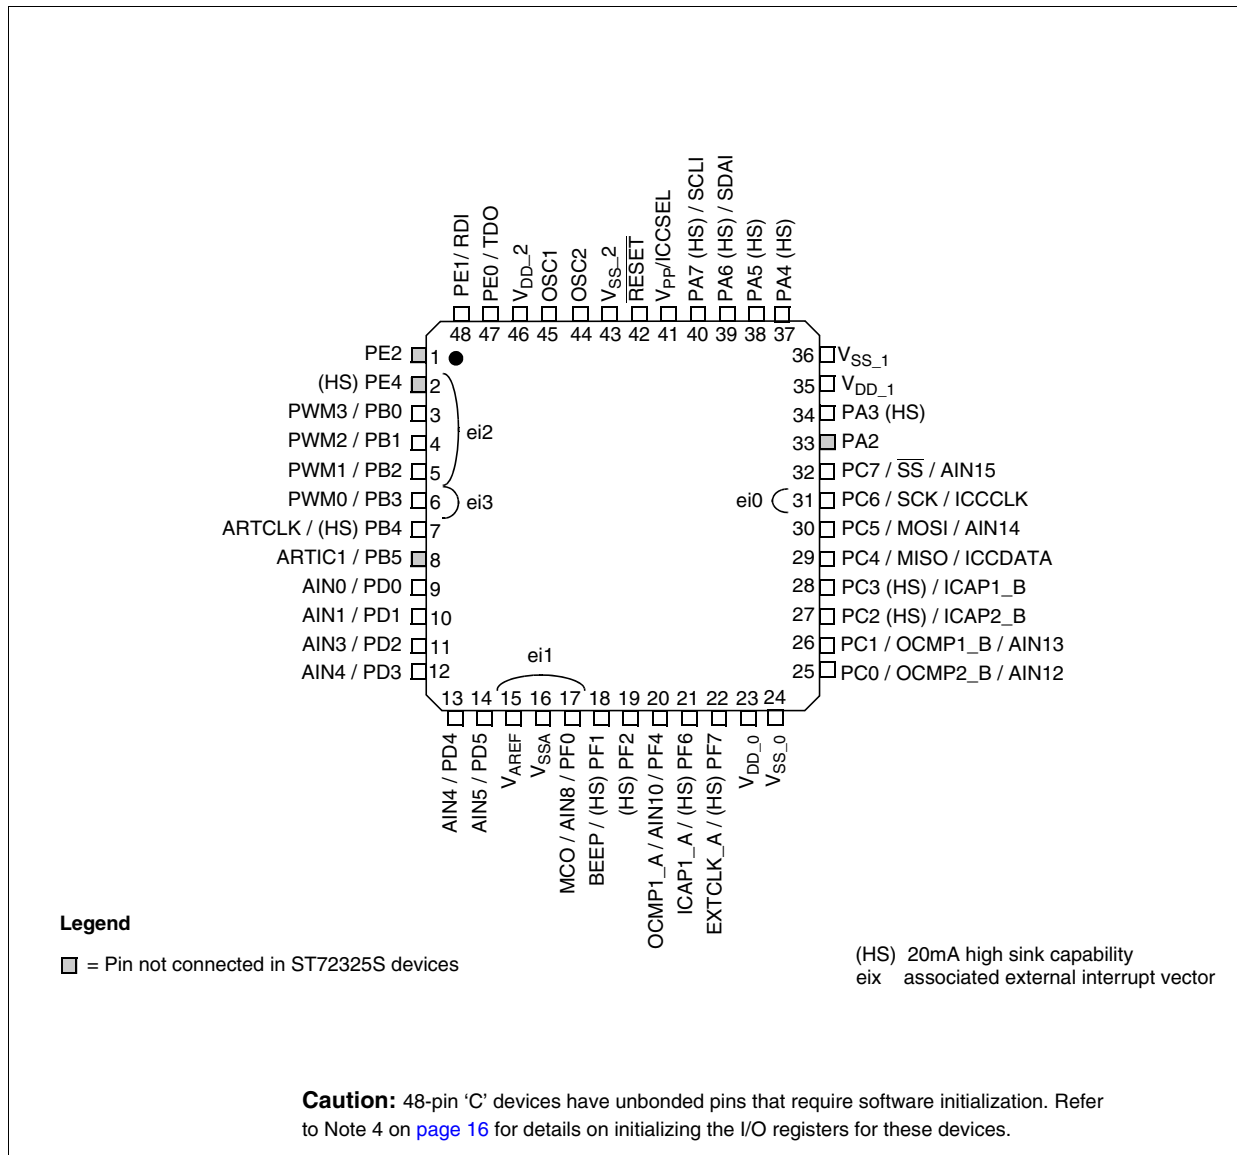 PE1/ RDI
PE0 / TDO
VDD_2
OSC1
OSC2
VSS_2
RESET
VPP/ICCSEL
PA7 (HS) / SCLI
PA6 (HS) / SDAI
PA5 (HS)
PA4 (HS)
48 47 46 45 44 43 42 41 40 39 38 37
PE2 1
(HS) PE4 2
PWM3 / PB0 3
PWM2 / PB1 4
PWM1 / PB2 5
PWM0 / PB3 6
ARTCLK / (HS) PB4 7
ARTIC1 / PB5 8
AIN0 / PD0 9
AIN1 / PD1 10
AIN3 / PD2 11
AIN4 / PD3 12
ei2
ei3
ei0
ei1
36 VSS_1
35 VDD_1
34 PA3 (HS)
33 PA2
32 PC7 / SS / AIN15
31 PC6 / SCK / ICCCLK
30 PC5 / MOSI / AIN14
29 PC4 / MISO / ICCDATA
28 PC3 (HS) / ICAP1_B
27 PC2 (HS) / ICAP2_B
26 PC1 / OCMP1_B / AIN13
25 PC0 / OCMP2_B / AIN12
13 14 15 16 17 18 19 20 21 22 23 24
AIN4 / PD4
AIN5 / PD5
VAREF
VSSA
MCO / AIN8 / PF0
BEEP / (HS) PF1
(HS) PF2
OCMP1_A / AIN10 / PF4
ICAP1_A / (HS) PF6
EXTCLK_A / (HS) PF7
VDD_0
VSS_0
Legend
= Pin not connected in ST72325S devices
(HS) 20mA high sink capability
eix associated external interrupt vector
Caution: 48-pin ‘C’ devices have unbonded pins that require software initialization. Refer
to Note 4 on page 16 for details on initializing the I/O registers for these devices.